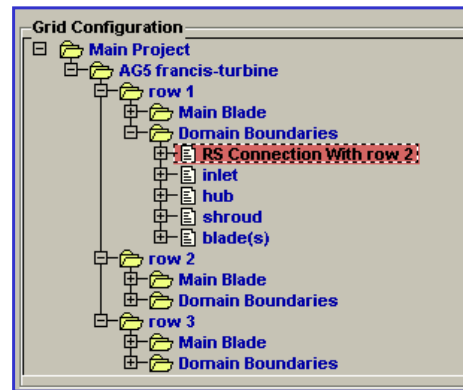 Grid Configuration
Main Project
AG5 francis-turbine
row 1
Main Blade
Domain Boundaries
RS Connection With row 2
inlet
hub
shroud
blade(s)
row 2
Main Blade
Domain Boundaries
row 3
Main Blade
Domain Boundaries